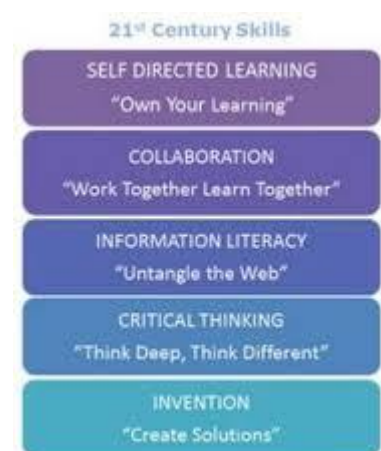 21st Century Skills
SELF DIRECTED LEARNING
"Own Your Learning"
COLLABORATION
"Work Together Learn Together"
INFORMATION LITERACY
"Untangle the Web"
CRITICAL THINKING
"Think Deep, Think Different"
INVENTION
"Create Solutions"